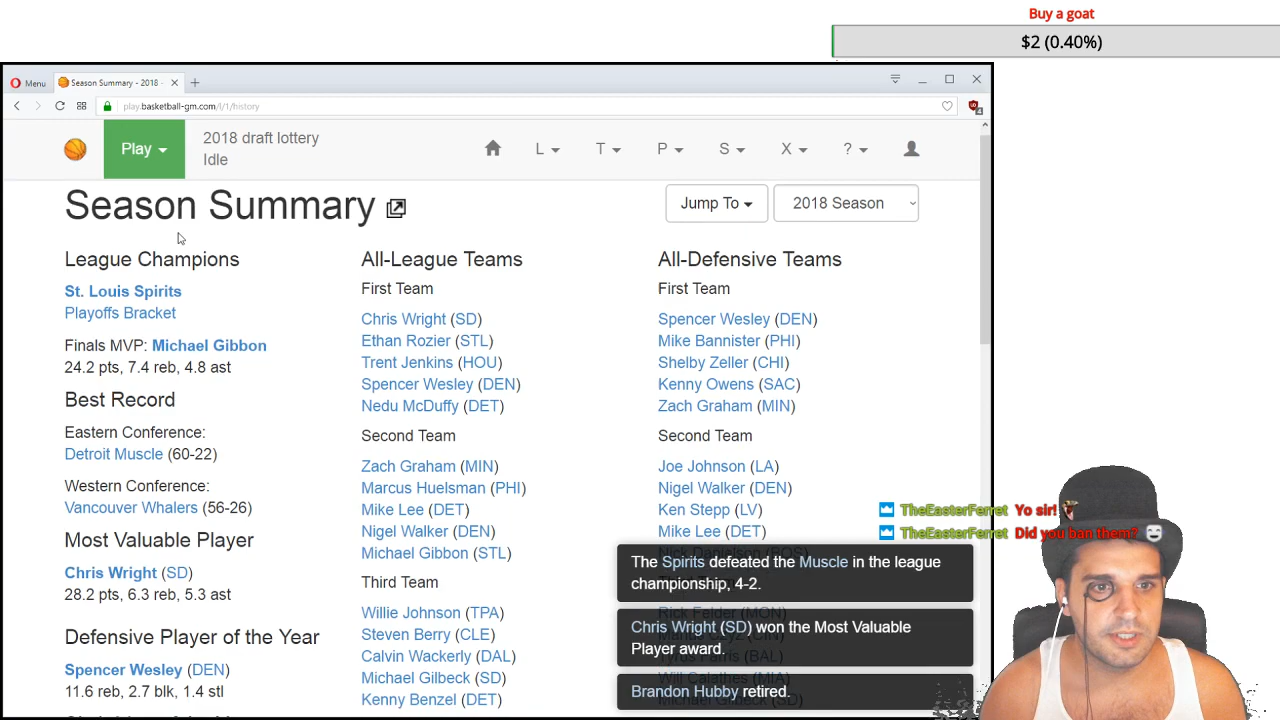 Buy a goat
$2 (0.40%)
Menu
Season Summary - 2018 -
play.basketball-gm.com/l/1/history
4
Play
2018 draft lottery
Idle
L
T
P
S
X
?
Season Summary
Jump To
2018 Season
League Champions
St. Louis Spirits
Playoffs Bracket
Finals MVP: Michael Gibbon
24.2 pts, 7.4 reb, 4.8 ast
Best Record
Eastern Conference:
Detroit Muscle (60-22)
Western Conference:
Vancouver Whalers (56-26)
Most Valuable Player
Chris Wright (SD)
28.2 pts, 6.3 reb, 5.3 ast
Defensive Player of the Year
Spencer Wesley (DEN)
11.6 reb, 2.7 blk, 1.4 stl
All-League Teams
First Team
Chris Wright (SD)
Ethan Rozier (STL)
Trent Jenkins (HOU)
Spencer Wesley (DEN)
Nedu McDuffy (DET)
Second Team
Zach Graham (MIN)
Marcus Huelsman (PHI)
Mike Lee (DET)
Nigel Walker (DEN)
Michael Gibbon (STL)
Third Team
Willie Johnson (TPA)
Steven Berry (CLE)
Calvin Wackerly (DAL)
Michael Gilbeck (SD)
Kenny Benzel (DET)
All-Defensive Teams
First Team
Spencer Wesley (DEN)
Mike Bannister (PHI)
Shelby Zeller (CHI)
Kenny Owens (SAC)
Zach Graham (MIN)
Second Team
Joe Johnson (LA)
Nigel Walker (DEN)
Ken Stepp (LV)
Mike Lee (DET)
Nick Danielson (BOS)
The Spirits defeated the Muscle in the league
championship, 4-2.
Chris Wright (SD) won the Most Valuable
Player award.
Brandon Hubby retired.
TheEasterFerret Yo sir!
TheEasterFerret Did you ban them?